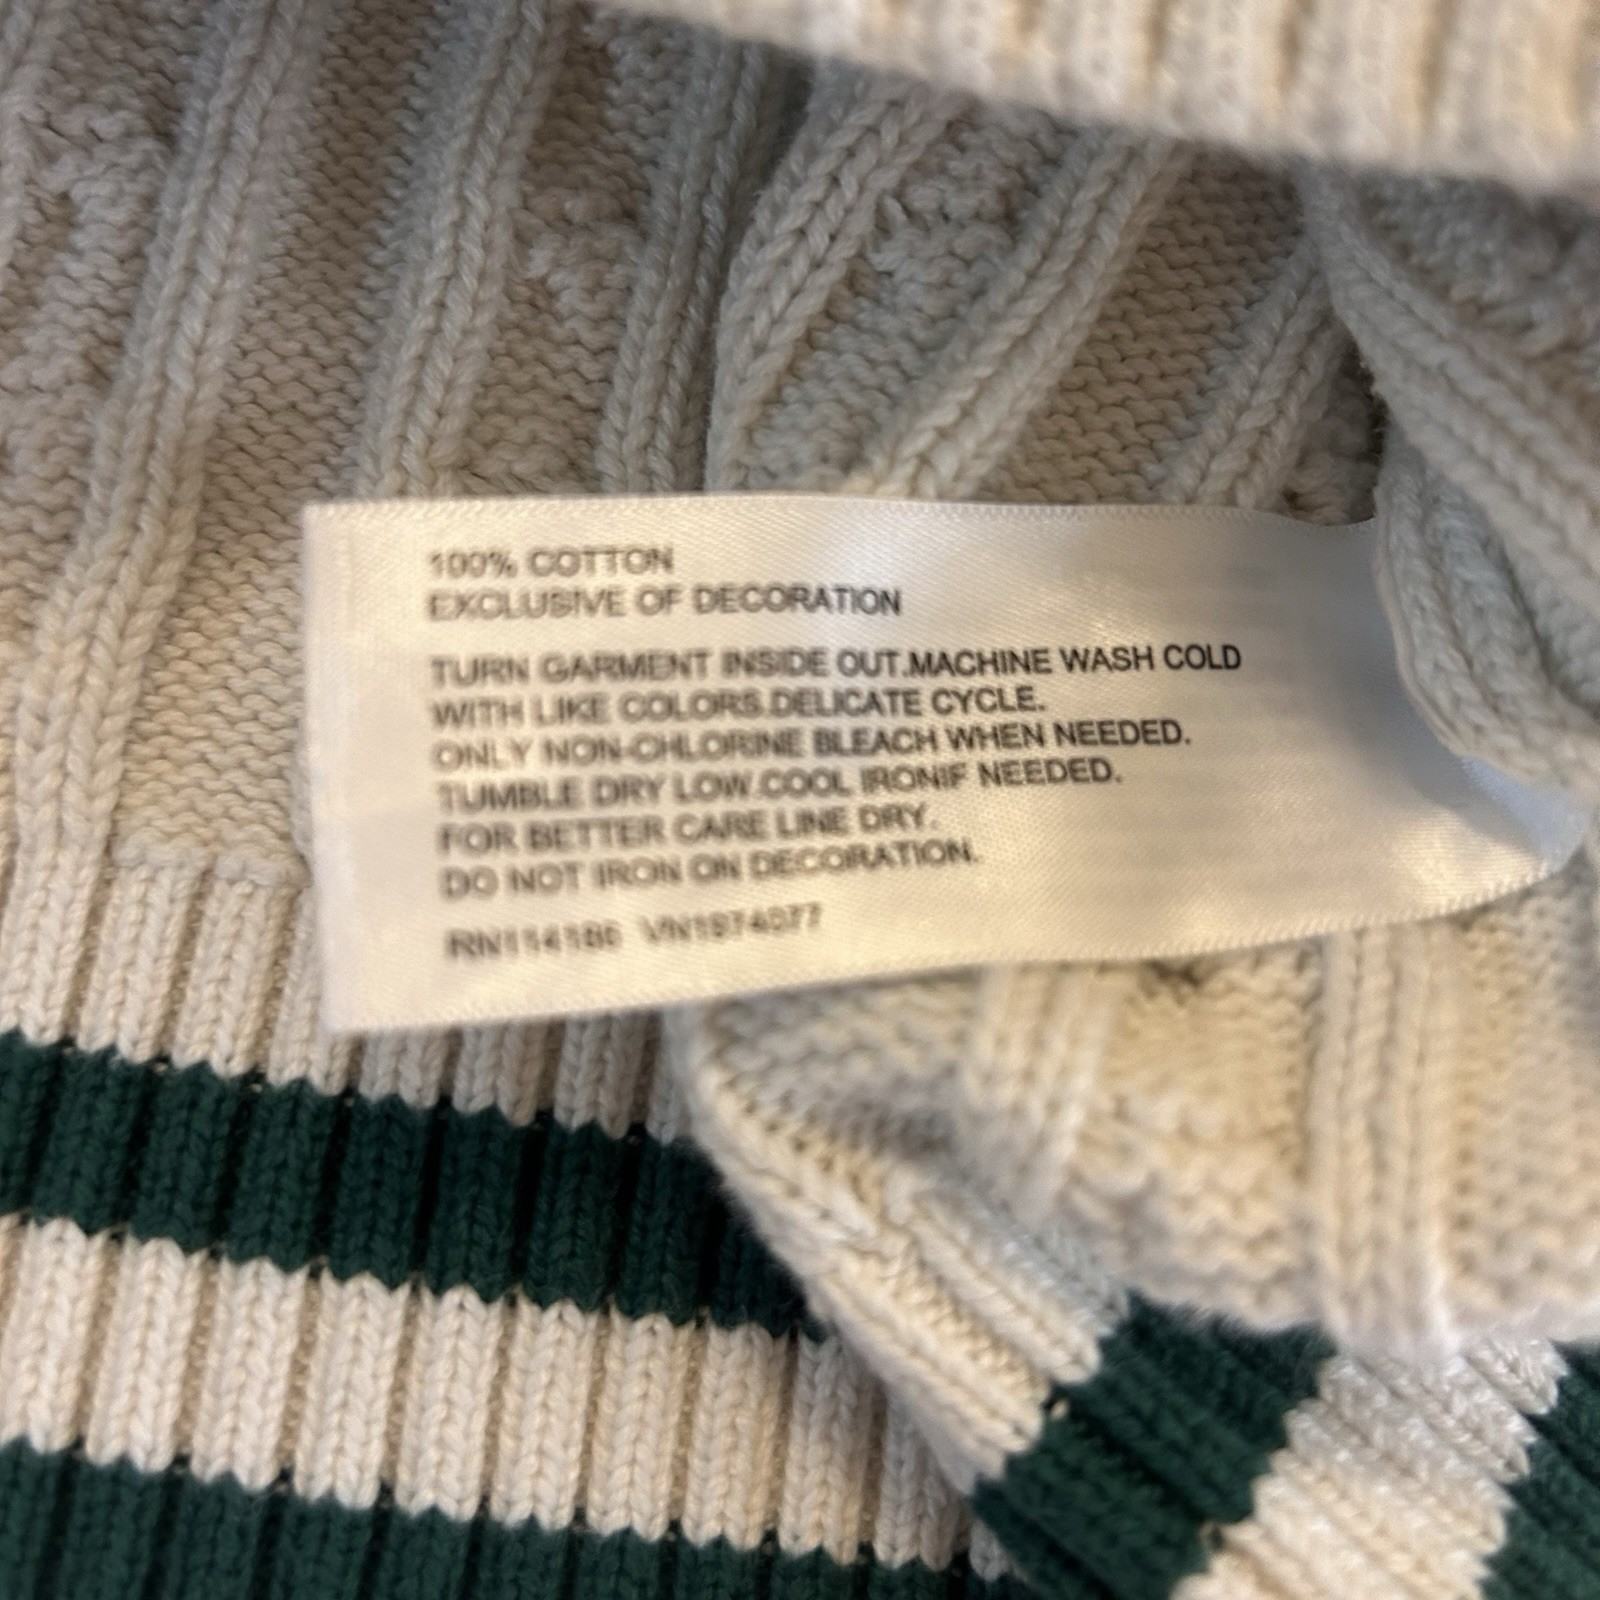 100% COTTON
EXCLUSIVE OF DECORATION
TURN GARMENT INSIDE OUT.MACHINE WASH COLD
WITH LIKE COLORS.DELICATE CYCLE.
ONLY NON-CHLORINE BLEACH WHEN NEEDED.
TUMBLE DRY LOW.COOL IRONIF NEEDED.
FOR BETTER CARE LINE DRY.
DO NOT IRON ON DECORATION.
RN114186 VN1874077